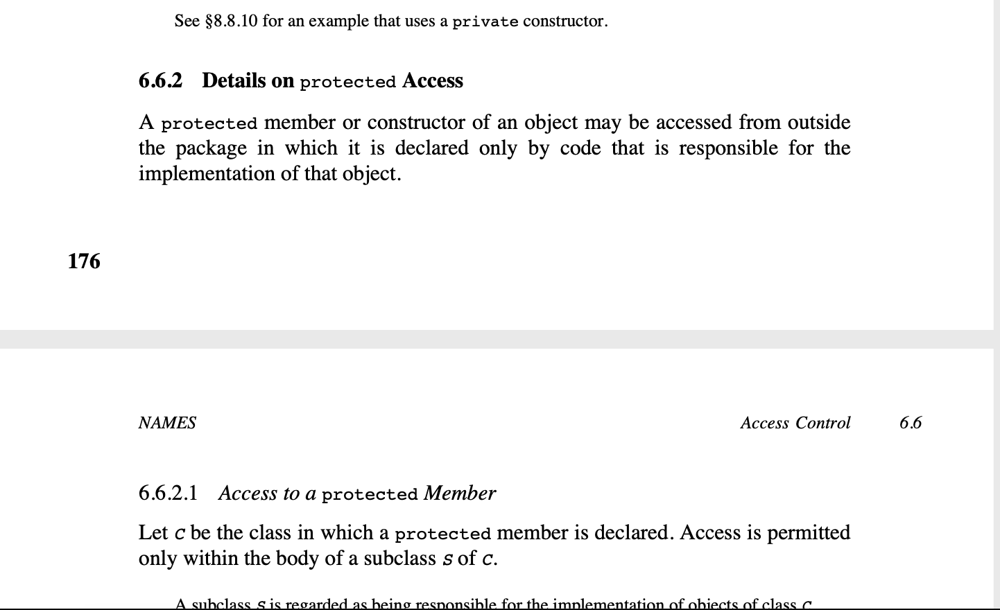 See §8.8.10 for an example that uses a private constructor.
6.6.2 Details on protected Access
A protected member or constructor of an object may be accessed from outside
the package in which it is declared only by code that is responsible for the
implementation of that object.
176
NAMES Access Control 6.6
6.6.2.1 Access to a protected Member
Let C be the class in which a protected member is declared. Access is permitted
only within the body of a subclass S of C.
A subclass S is regarded as being responsible for the implementation of objects of class C.